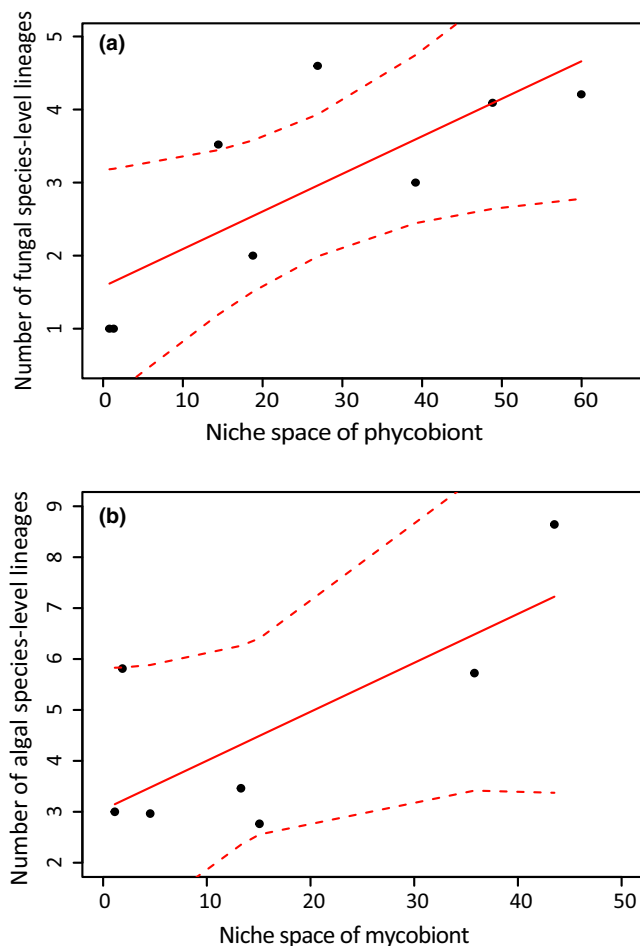 (a)
Number of fungal species-level lineages
5
4
3
2
1
0 10 20 30 40 50 60
Niche space of phycobiont
(b)
Number of algal species-level lineages
9
8
7
6
5
4
3
2
0 10 20 30 40 50
Niche space of mycobiont